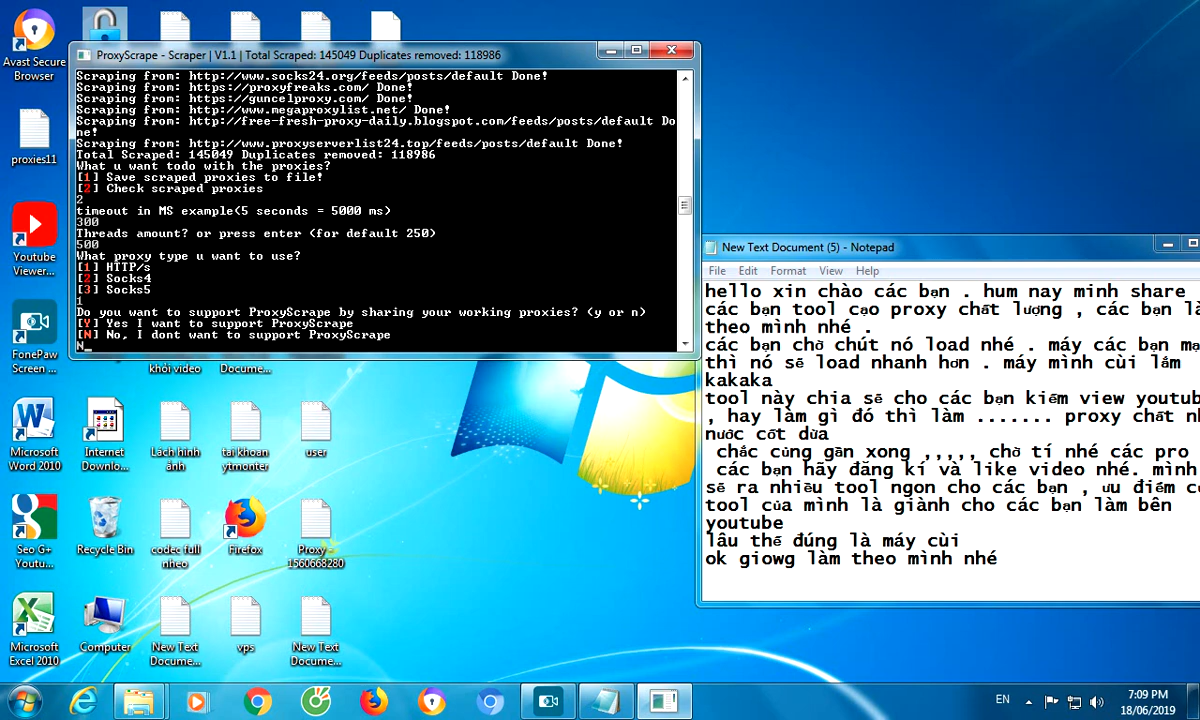 Avast Secure
Browser
proxies11
Youtube
Viewer...
FonePaw
Screen ...
khỏi video
Docume...
Microsoft
Word 2010
Internet
Downlo...
Lách hình
ảnh
tai khoan
ytmonter
user
Seo G+
Youtu...
Recycle Bin
codec full
nheo
Firefox
Proxy -
1560668280
Microsoft
Excel 2010
Computer
New Text
Docume...
vps
New Text
Docume...
ProxyScrape - Scraper | V1.1 | Total Scraped: 145049 Duplicates removed: 118986
Scraping from: http://www.socks24.org/feeds/posts/default Done!
Scraping from: https://proxyfreaks.com/ Done!
Scraping from: https://guncelproxy.com/ Done!
Scraping from: http://www.megaproxylist.net/ Done!
Scraping from: http://free-fresh-proxy-daily.blogspot.com/feeds/posts/default Do
ne!
Scraping from: http://www.proxyserverlist24.top/feeds/posts/default Done!
Total Scraped: 145049 Duplicates removed: 118986
What u want todo with the proxies?
[1] Save scraped proxies to file!
[2] Check scraped proxies
2
timeout in MS example(5 seconds = 5000 ms)
300
Threads amount? or press enter (for default 250)
500
What proxy type u want to use?
[1] HTTP/s
[2] Socks4
[3] Socks5
1
Do you want to support ProxyScrape by sharing your working proxies? (y or n)
[Y] Yes I want to support ProxyScrape
[N] No, I dont want to support ProxyScrape
N_
New Text Document (5) - Notepad
File Edit Format View Help
hello xin chào các bạn . hum nay minh share
các bạn tool cạo proxy chất lượng , các bạn là
theo mình nhé .
các bạn chờ chút nó load nhé . máy các bạn mạ
thì nó sẽ load nhanh hơn . máy mình cùi lắm
kakaka
tool này chia sẽ cho các bạn kiếm view youtub
, hay làm gì đó thì làm ....... proxy chất nh
nước cốt dừa
chắc củng gần xong ,,,,, chờ tí nhé các pro
các bạn hãy đăng kí và like video nhé. mình
sẽ ra nhiều tool ngon cho các bạn , ưu điểm củ
tool của mình là giành cho các bạn làm bên
youtube
lâu thế đúng là máy cùi
ok giowg làm theo mình nhé
EN
7:09 PM
18/06/2019